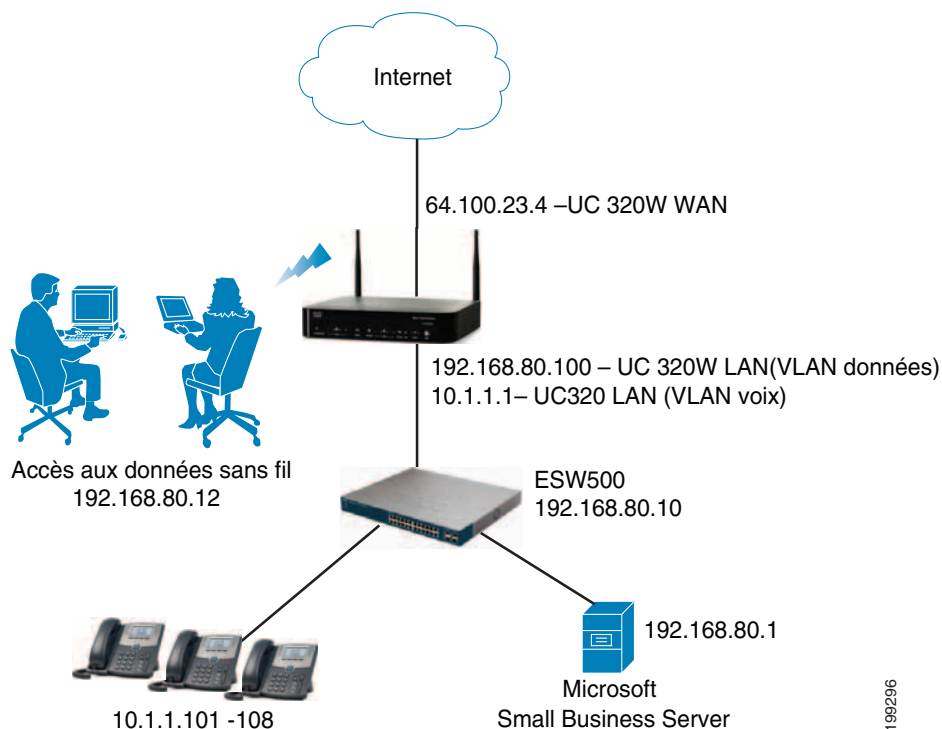 Internet
64.100.23.4 –UC 320W WAN
192.168.80.100 – UC 320W LAN(VLAN données)
10.1.1.1– UC320 LAN (VLAN voix)
Accès aux données sans fil
192.168.80.12
ESW500
192.168.80.10
192.168.80.1
Microsoft
Small Business Server
10.1.1.101 -108
199296